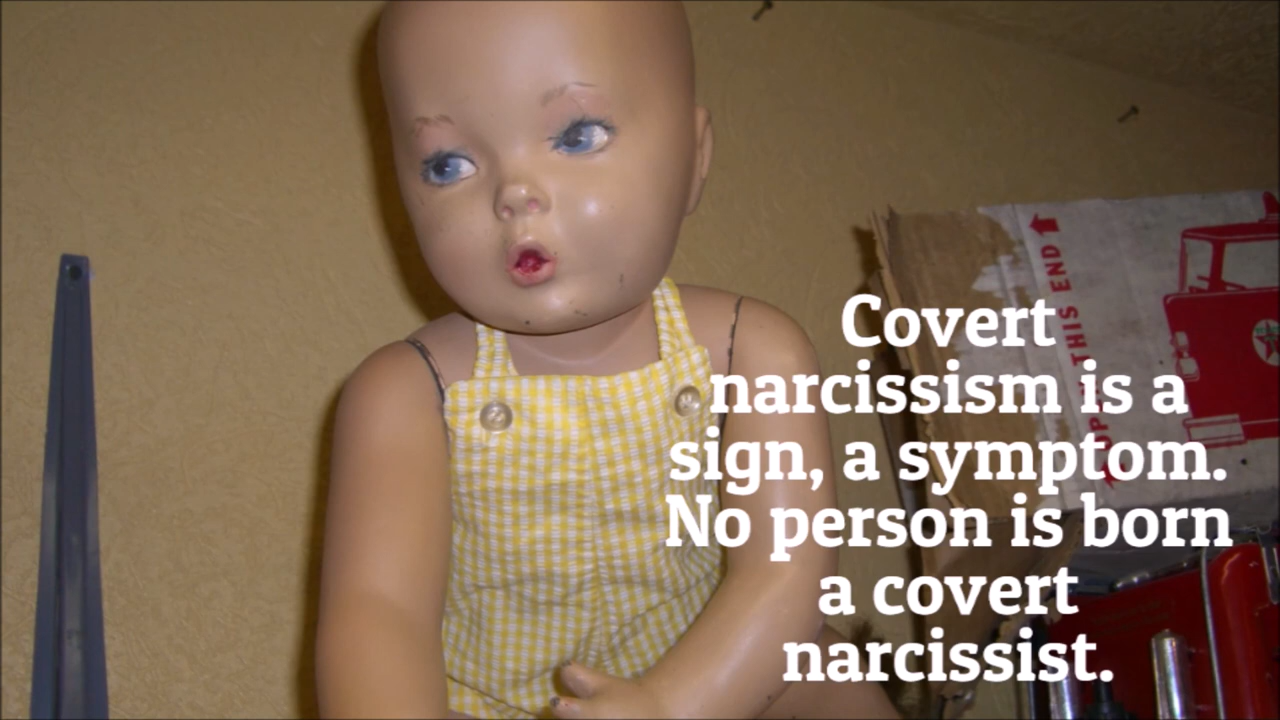 Covert
narcissism is a
sign, a symptom.
No person is born
a covert
narcissist.
THIS END